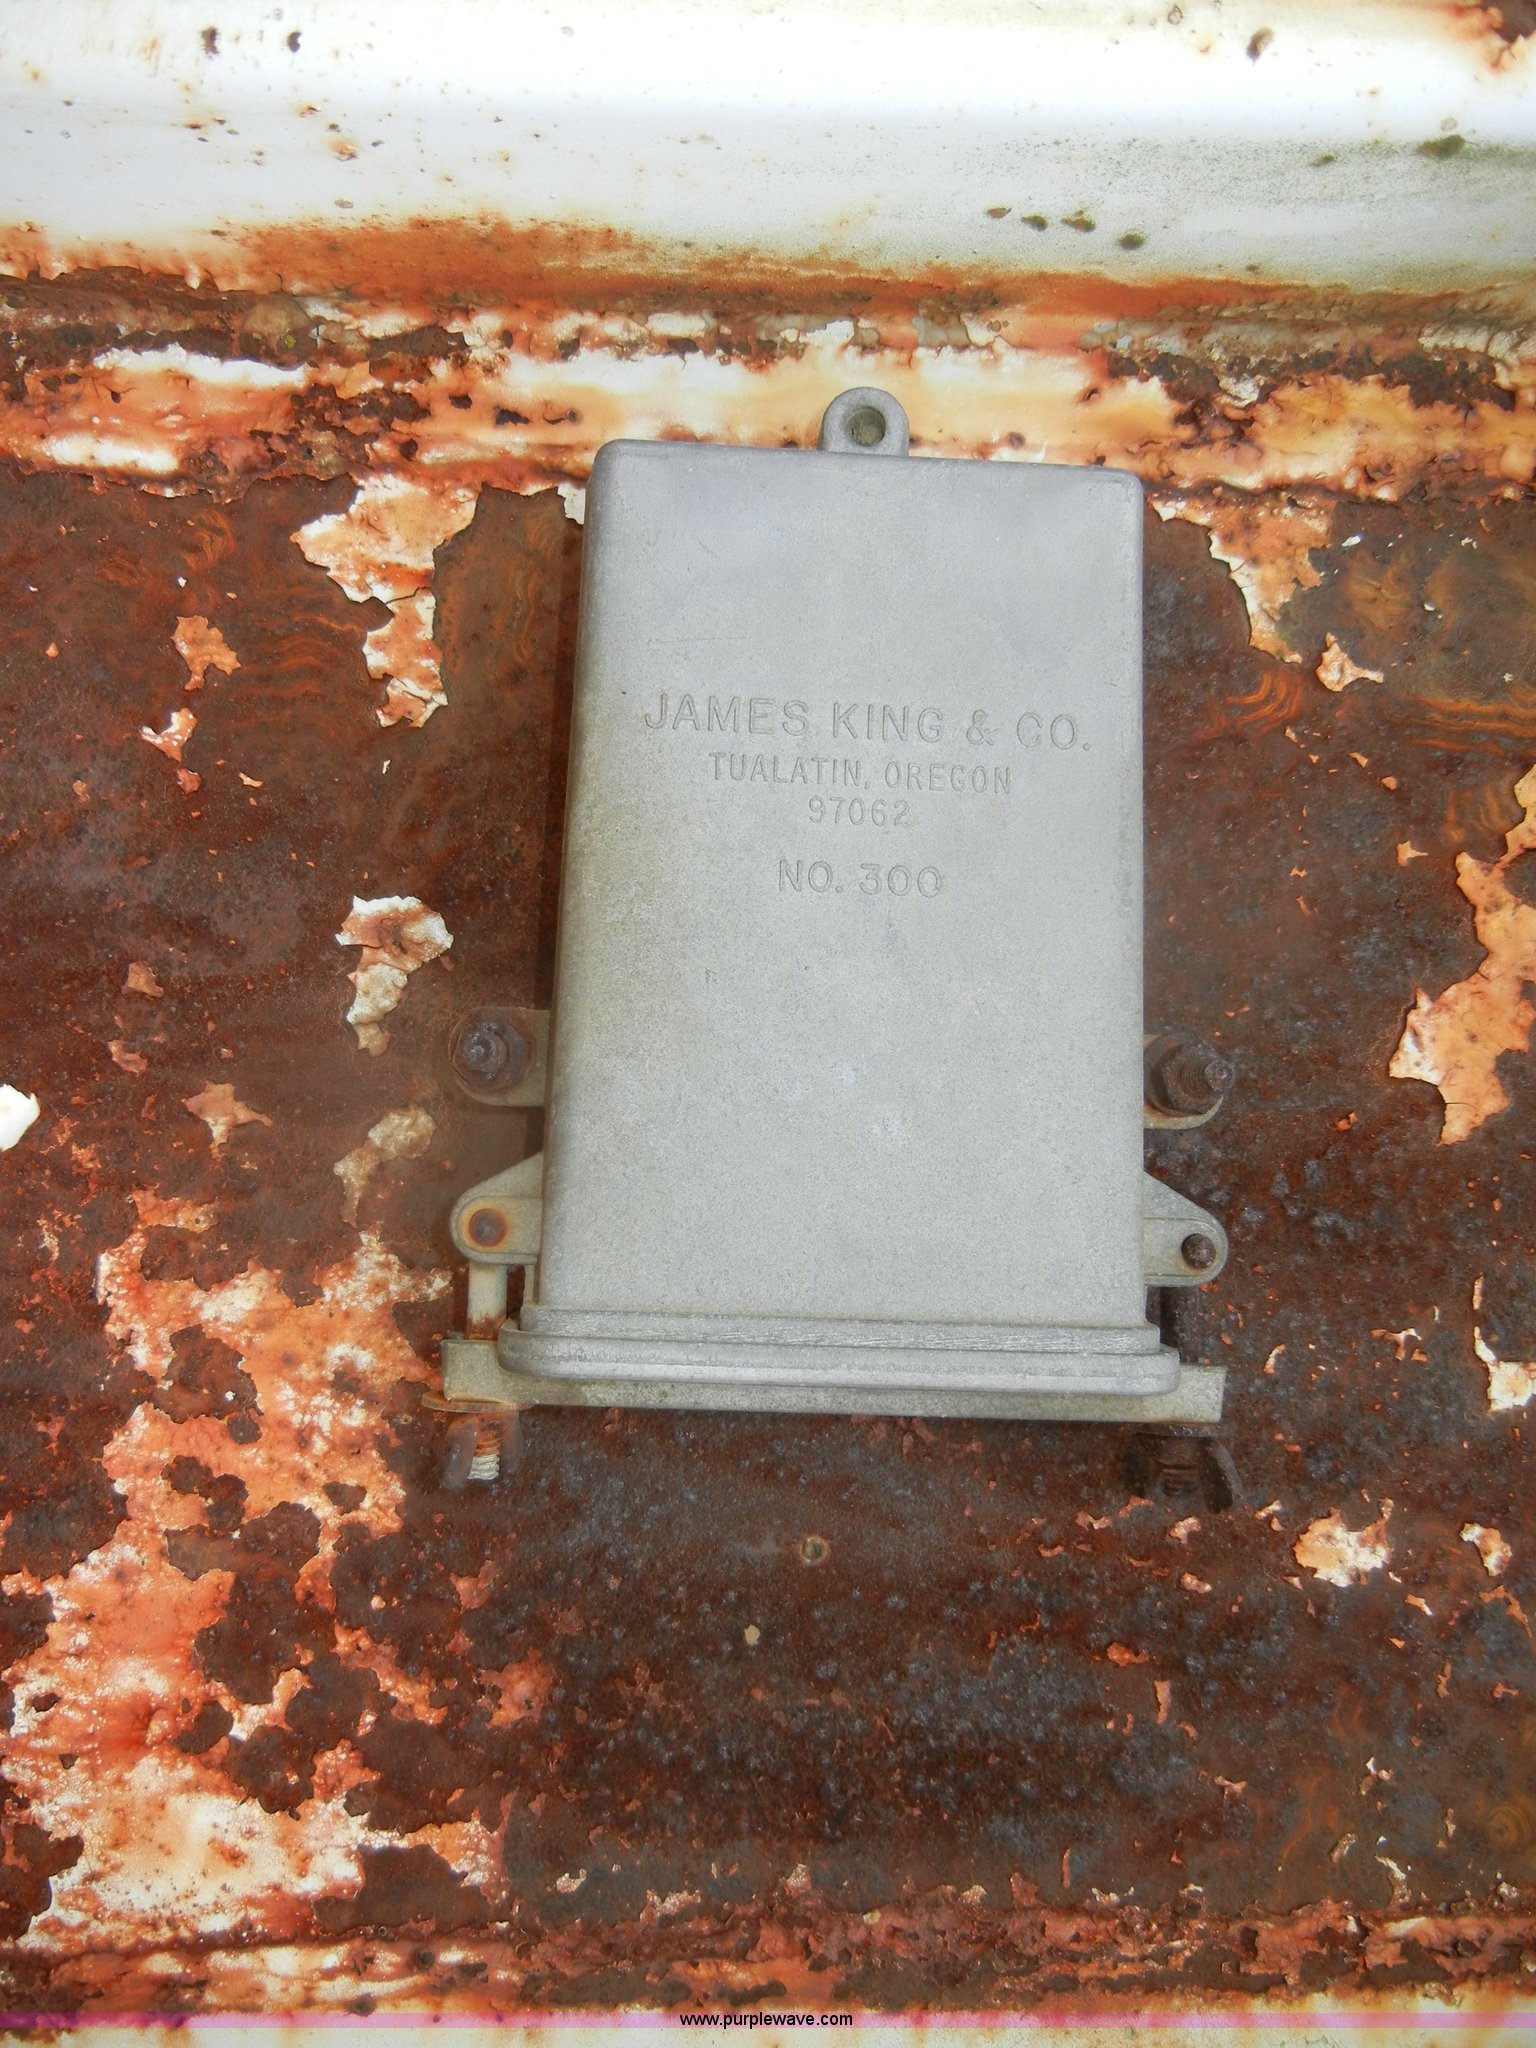 JAMES KING & CO.
TUALATIN, OREGON
97062
NO. 300
www.purplewave.com